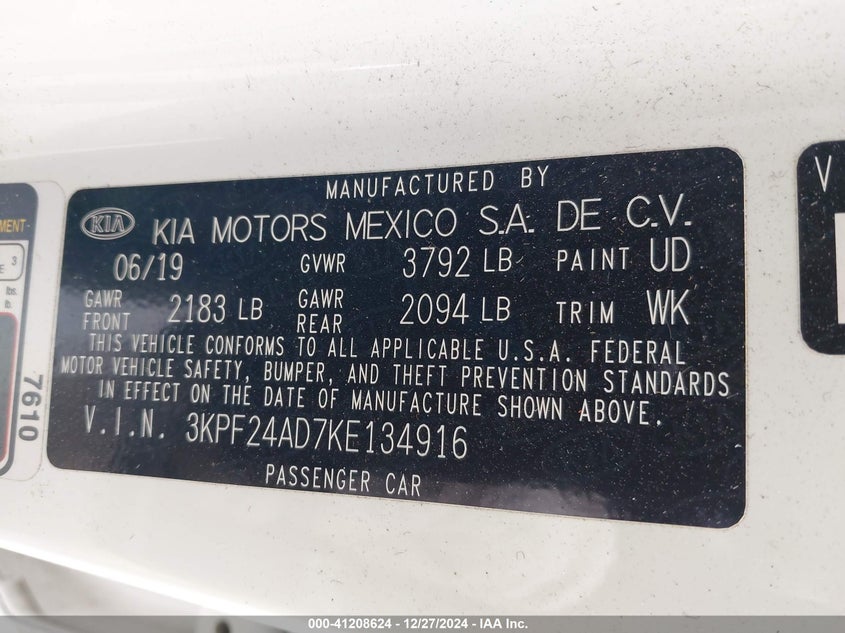 MANUFACTURED BY
KIA
KIA MOTORS MEXICO S.A. DE C.V.
06/19 GVWR 3792 LB PAINT UD
GAWR FRONT 2183 LB GAWR REAR 2094 LB TRIM WK
THIS VEHICLE CONFORMS TO ALL APPLICABLE U.S.A. FEDERAL
MOTOR VEHICLE SAFETY, BUMPER, AND THEFT PREVENTION STANDARDS
IN EFFECT ON THE DATE OF MANUFACTURE SHOWN ABOVE.
V.I.N. 3KPF24AD7KE134916
PASSENGER CAR
3
lbs.
lb.
7610
V
000-41208624 - 12/27/2024 - IAA Inc.